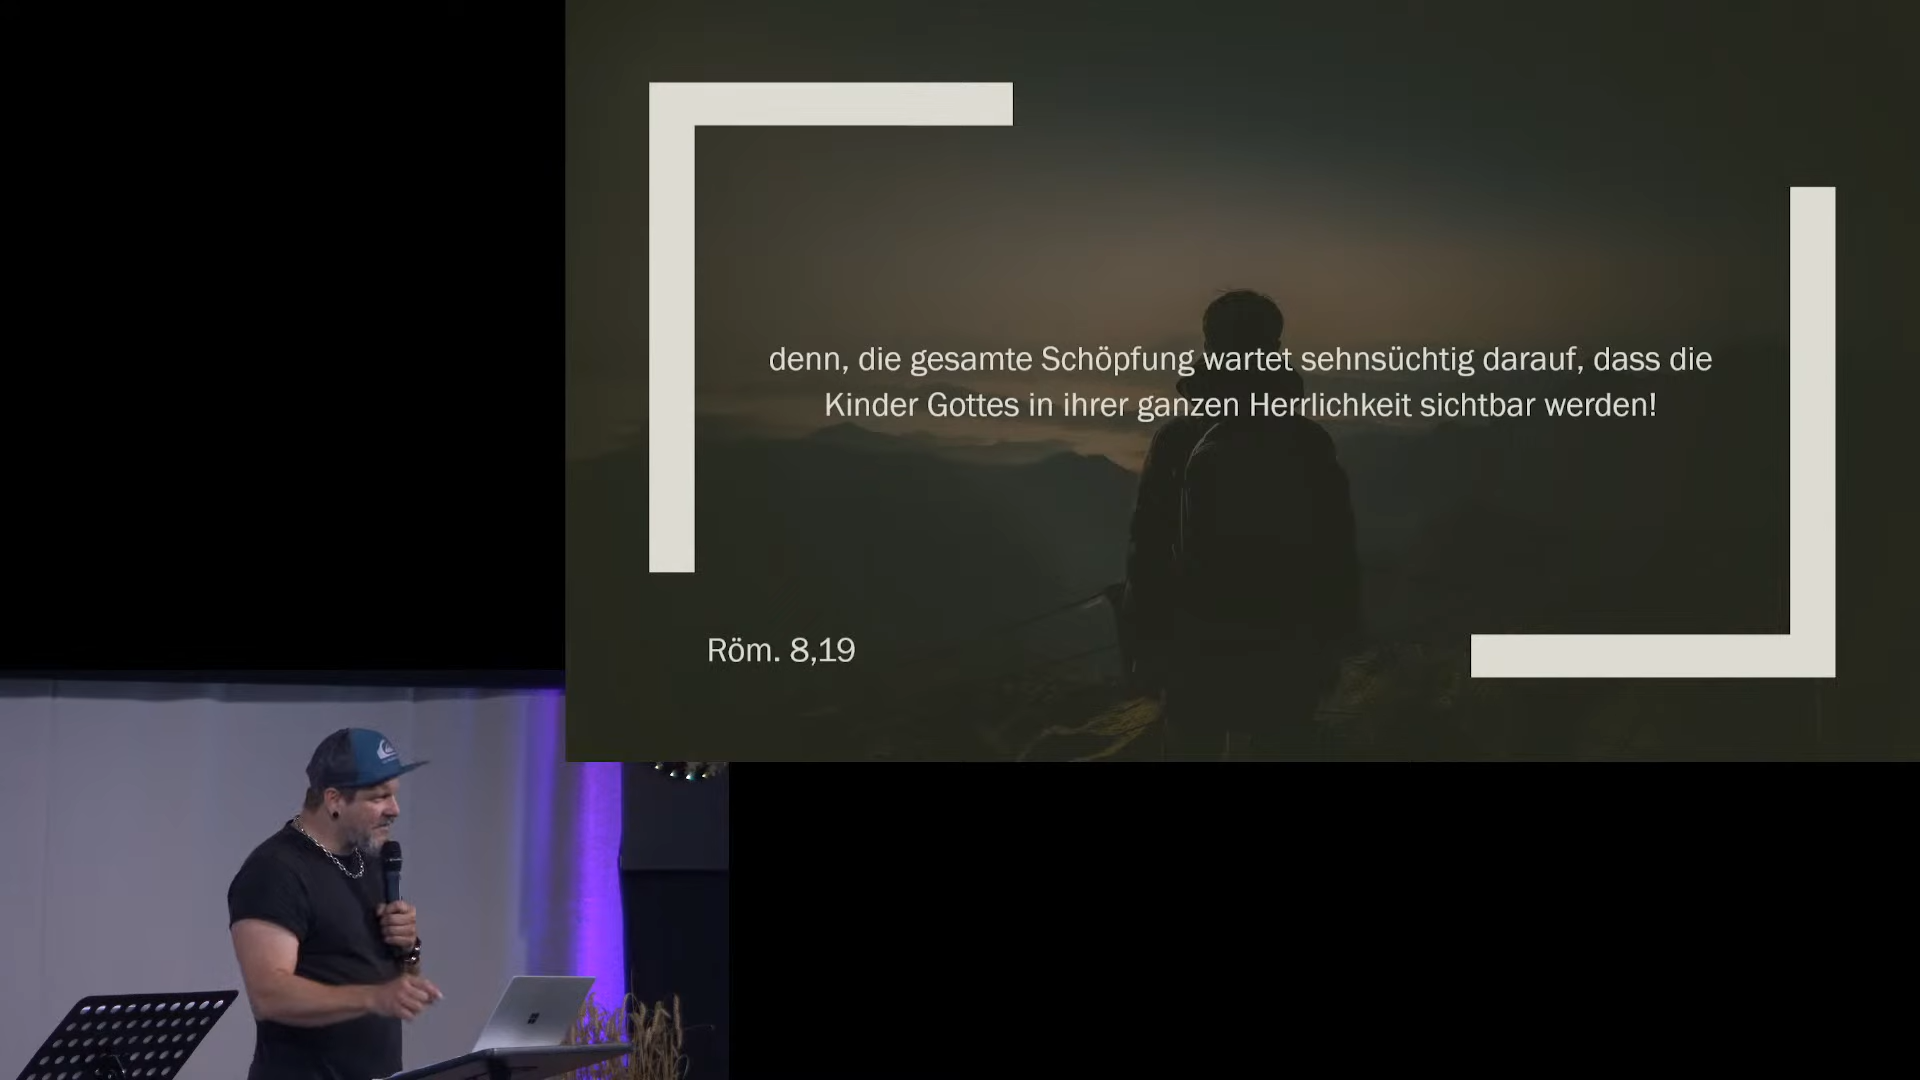 denn, die gesamte Schöpfung wartet sehnsüchtig darauf, dass die
Kinder Gottes in ihrer ganzen Herrlichkeit sichtbar werden!
Röm. 8,19